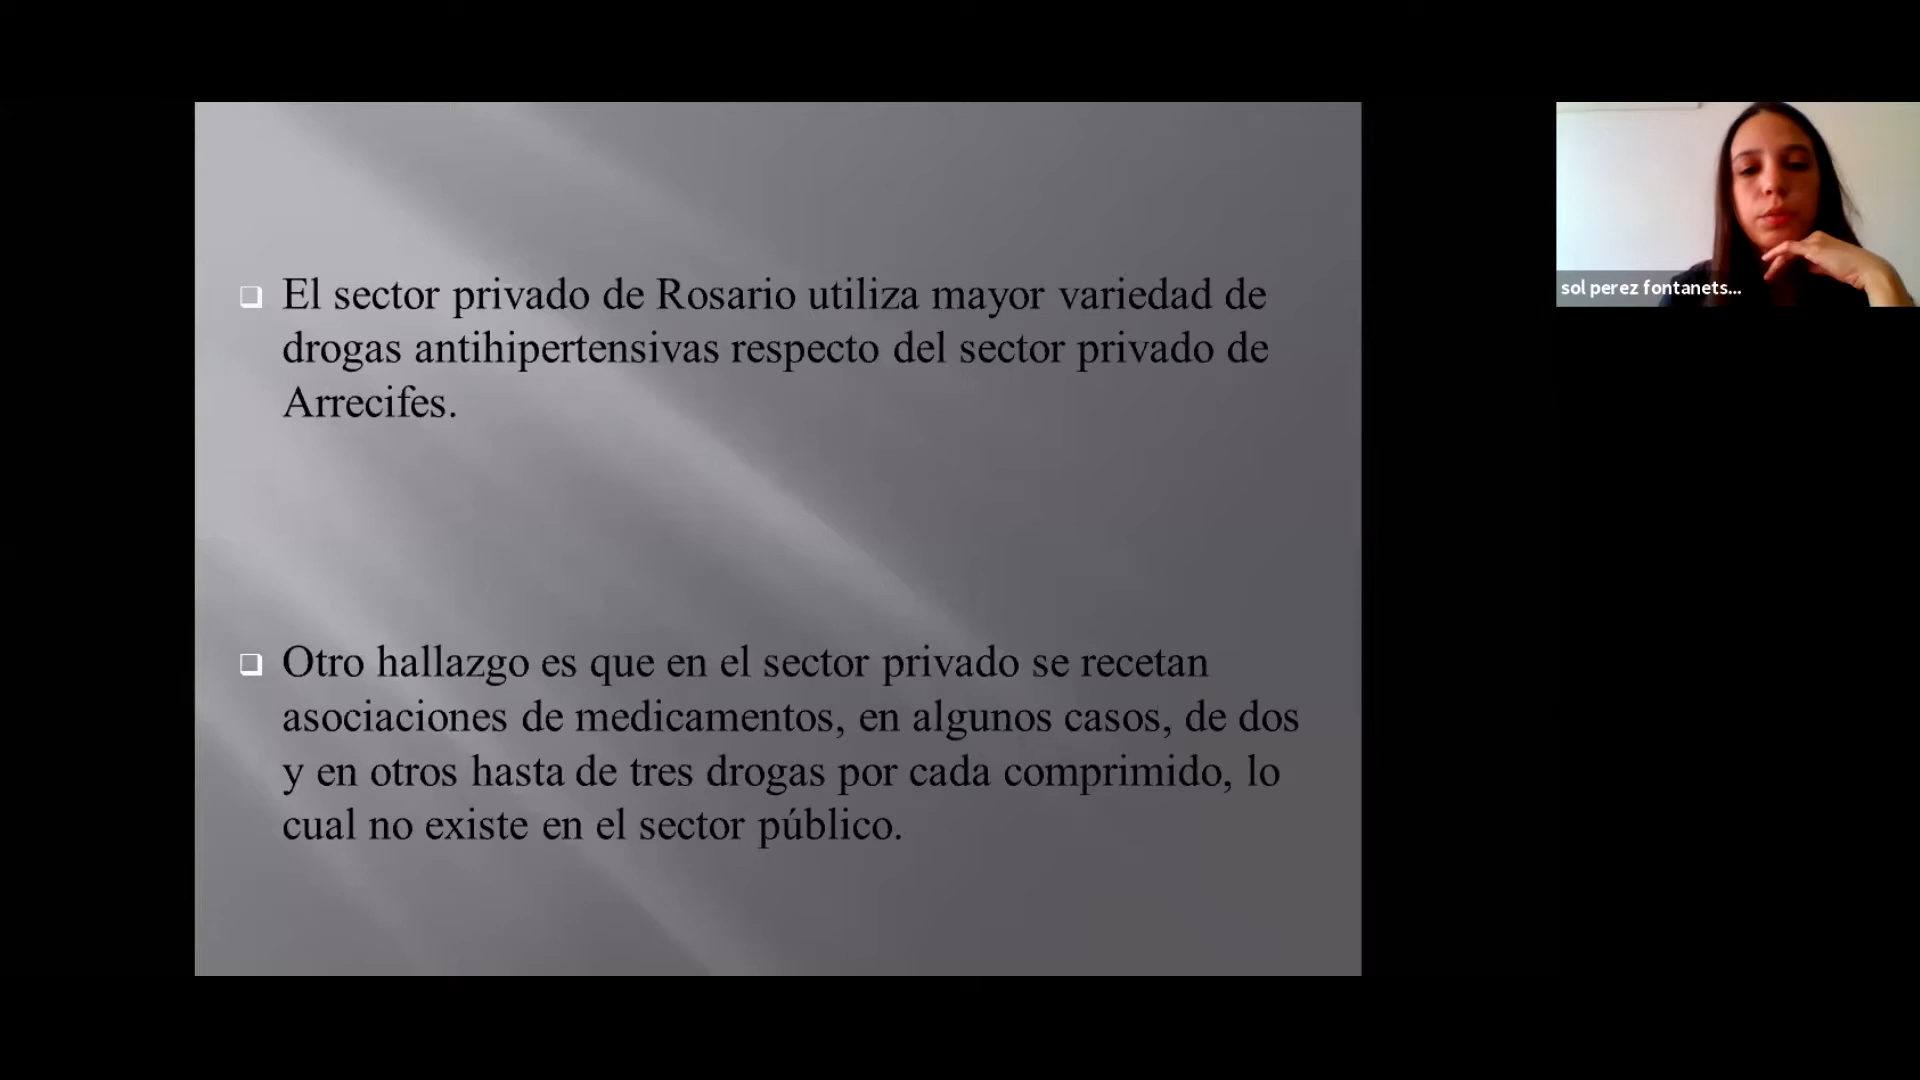 El sector privado de Rosario utiliza mayor variedad de
drogas antihipertensivas respecto del sector privado de
Arrecifes.
Otro hallazgo es que en el sector privado se recetan
asociaciones de medicamentos, en algunos casos, de dos
y en otros hasta de tres drogas por cada comprimido, lo
cual no existe en el sector público.
sol perez fontanets...